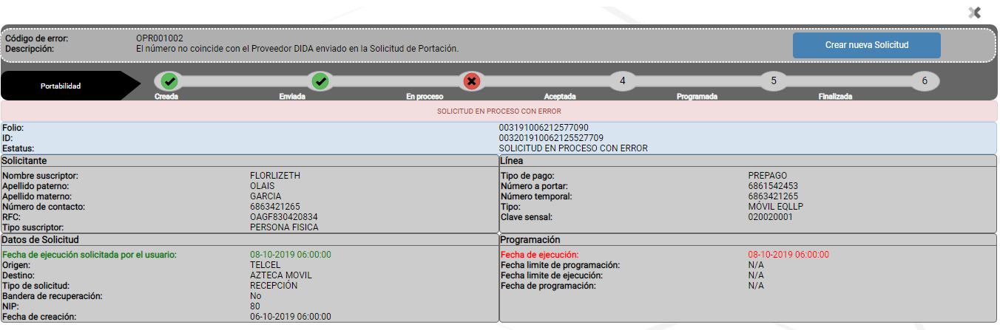 Código de error: OPR001002
Descripción: El número no coincide con el Proveedor DIDA enviado en la Solicitud de Portación.
Crear nueva Solicitud
Portabilidad
4 5 6
Creada Enviada En proceso Aceptada Programada Finalizada
SOLICITUD EN PROCESO CON ERROR
Folio: 003191006212577090
ID: 003201910062125527709
Estatus: SOLICITUD EN PROCESO CON ERROR
Solicitante
Nombre suscriptor: FLORLIZETH
Apellido paterno: OLAIS
Apellido materno: GARCIA
Número de contacto: 6863421265
RFC: OAGF830420834
Tipo suscriptor: PERSONA FISICA
Línea
Tipo de pago: PREPAGO
Número a portar: 6861542453
Número temporal: 6863421265
Tipo: MÓVIL EQLLP
Clave sensal: 020020001
Datos de Solicitud
Fecha de ejecución solicitada por el usuario: 08-10-2019 06:00:00
Origen: TELCEL
Destino: AZTECA MOVIL
Tipo de solicitud: RECEPCIÓN
Bandera de recuperación: No
NIP: 80
Fecha de creación: 06-10-2019 00:00:00
Programación
Fecha de ejecución: 08-10-2019 06:00:00
Fecha limite de programación: N/A
Fecha limite de ejecución: N/A
Fecha de programación: N/A